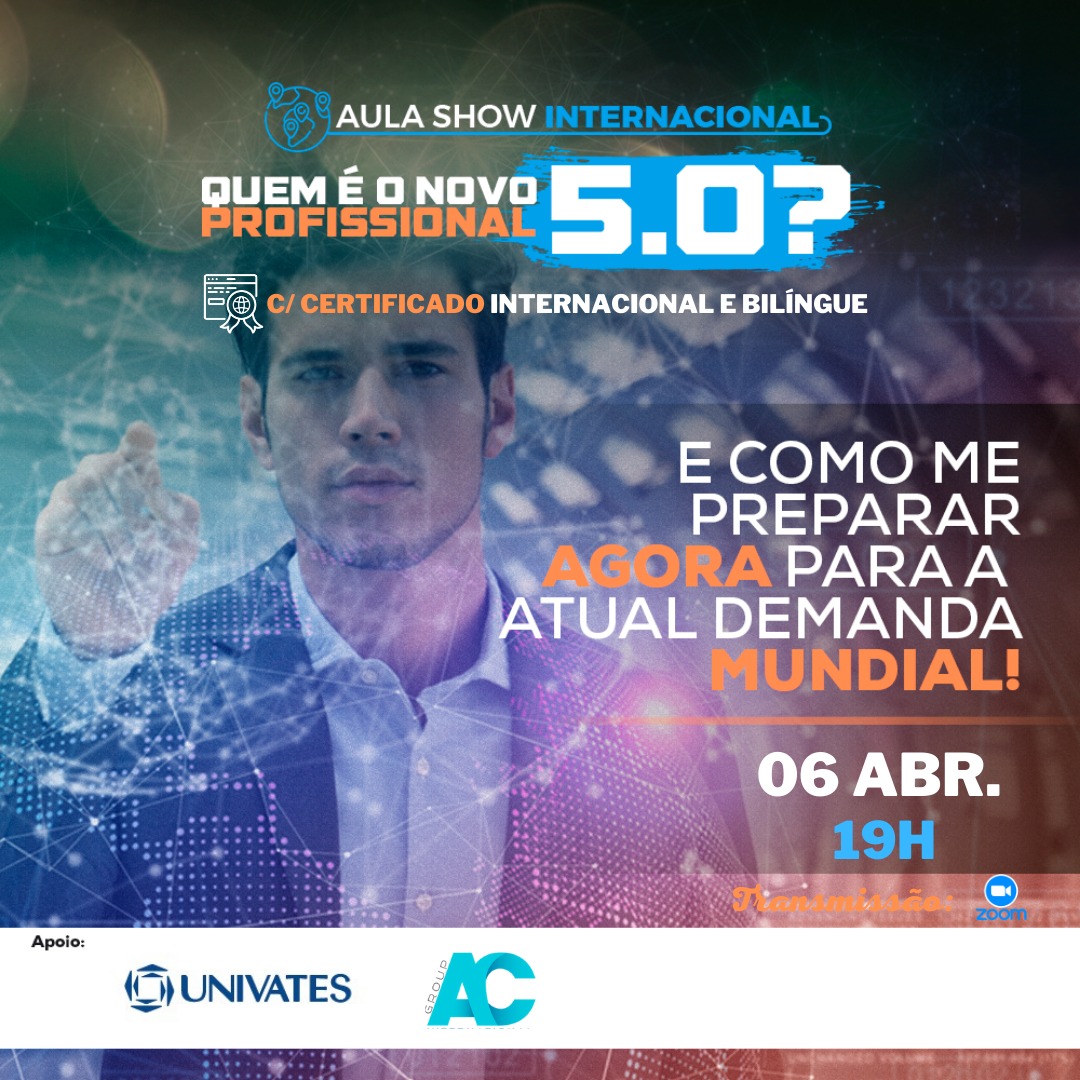 AULA SHOW INTERNACIONAL
QUEM É O NOVO
PROFISSIONAL
5.0?
C/ CERTIFICADO INTERNACIONAL E BILÍNGUE
E COMO ME
PREPARAR
AGORA PARA A
ATUAL DEMANDA
MUNDIAL!
06 ABR.
19H
Transmissão:
zoom
Apoio:
UNIVATES
GROUP
AC